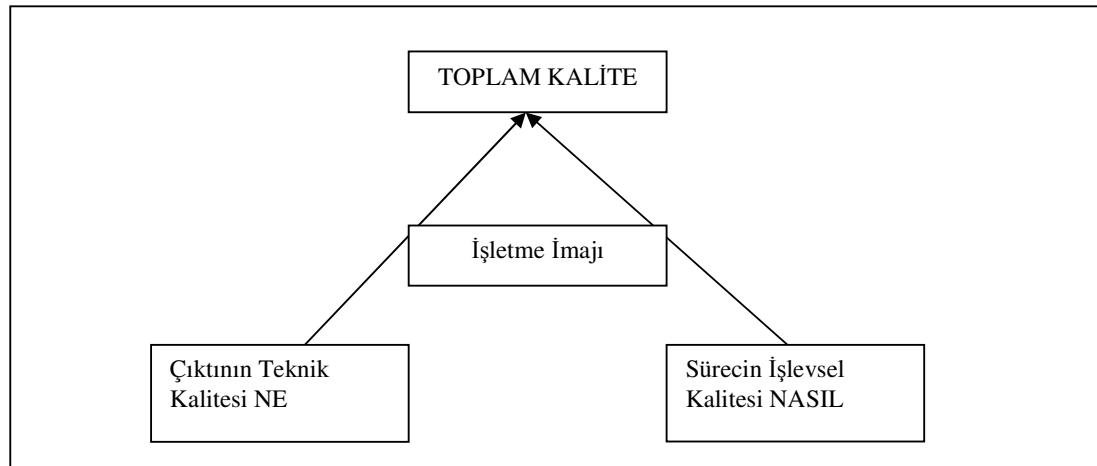 TOPLAM KALİTE
İşletme İmajı
Çıktının Teknik
Kalitesi NE
Sürecin İşlevsel
Kalitesi NASIL